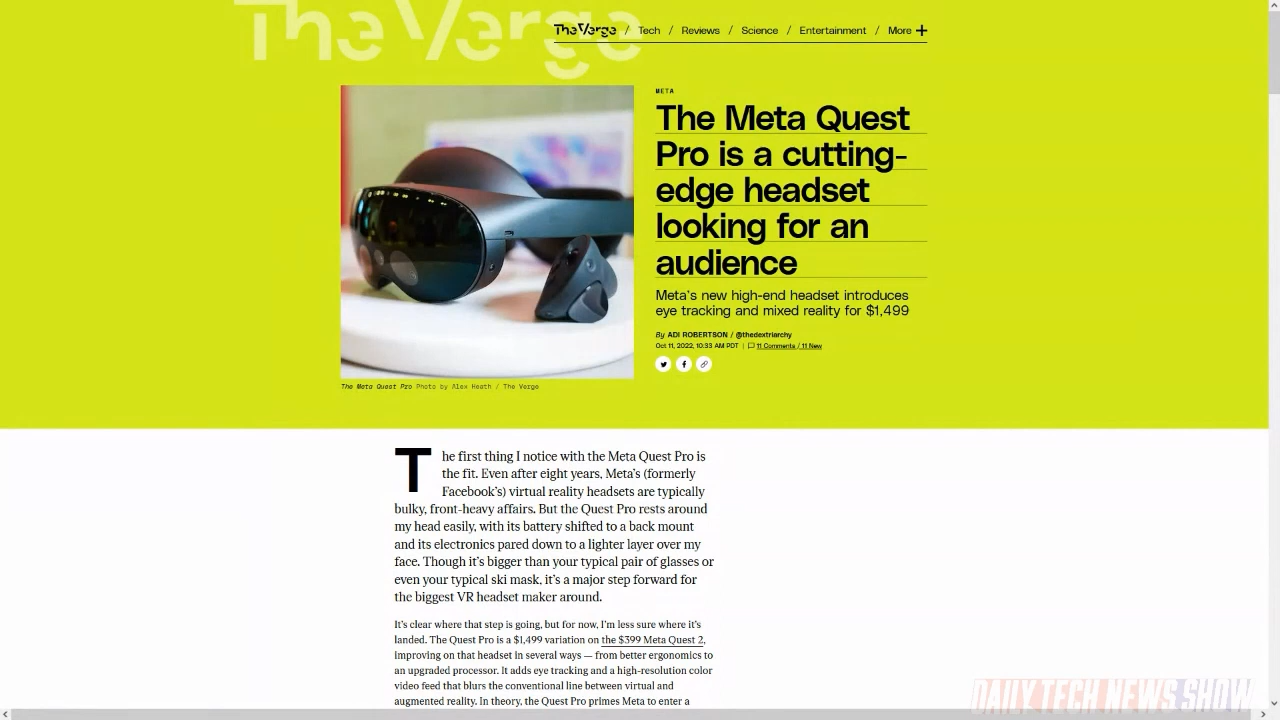 The Verge
The Verge / Tech / Reviews / Science / Entertainment / More +
META
The Meta Quest
Pro is a cutting-
edge headset
looking for an
audience
Meta's new high-end headset introduces
eye tracking and mixed reality for $1,499
By ADI ROBERTSON / @thedextriarchy
Oct 11, 2022, 10:33 AM PDT | 11 Comments / 11 New
The Meta Quest Pro Photo by Alex Heath / The Verge
The first thing I notice with the Meta Quest Pro is
the fit. Even after eight years, Meta's (formerly
Facebook's) virtual reality headsets are typically
bulky, front-heavy affairs. But the Quest Pro rests around
my head easily, with its battery shifted to a back mount
and its electronics pared down to a lighter layer over my
face. Though it's bigger than your typical pair of glasses or
even your typical ski mask, it's a major step forward for
the biggest VR headset maker around.
It's clear where that step is going, but for now, I'm less sure where it's
landed. The Quest Pro is a $1,499 variation on the $399 Meta Quest 2,
improving on that headset in several ways — from better ergonomics to
an upgraded processor. It adds eye tracking and a high-resolution color
video feed that blurs the conventional line between virtual and
augmented reality. In theory, the Quest Pro primes Meta to enter a
DAILY TECH NEWS SHOW